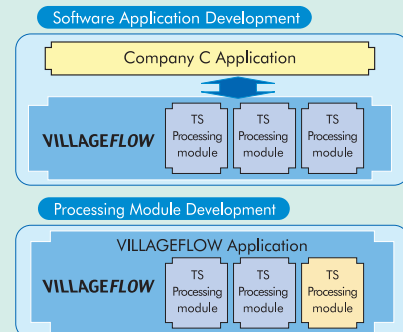 Software Application Development
Company C Application
VILLAGEFLOW
TS
Processing
module
TS
Processing
module
TS
Processing
module
Processing Module Development
VILLAGEFLOW Application
VILLAGEFLOW
TS
Processing
module
TS
Processing
module
TS
Processing
module